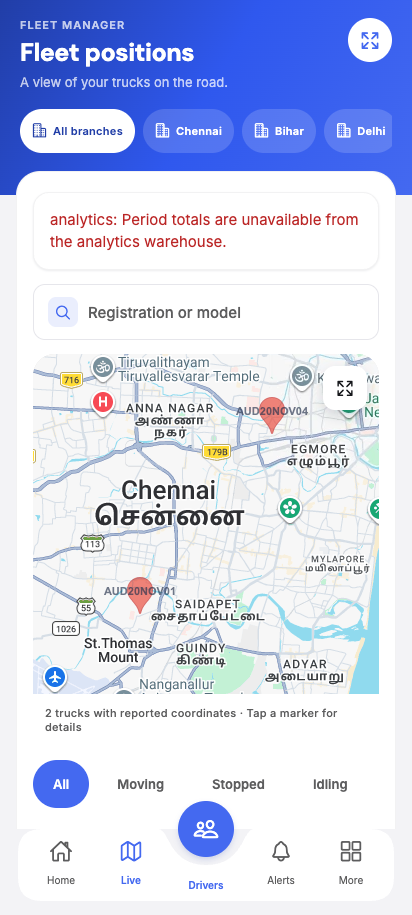 FLEET MANAGER
Fleet positions
A view of your trucks on the road.
All branches
Chennai
Bihar
Delhi
analytics: Period totals are unavailable from
the analytics warehouse.
Registration or model
Tiruvalithayam
Tiruvallesvarar Temple
716
H
ANNA NAGAR
அண்ணா
நகர்
AUD20NOV04
179B
EGMORE
எழும்பூர்
Chennai
சென்னை
113
MYLAPORE
மயிலாப்பூர்
AUD20NOV01
55
SAIDAPET
சைதாப்பேட்டை
1026
St.Thomas
Mount
GUINDY
கிண்டி
ADYAR
அடையாறு
Nanganallur
2 trucks with reported coordinates · Tap a marker for
details
All
Moving
Stopped
Idling
Home
Live
Drivers
Alerts
More